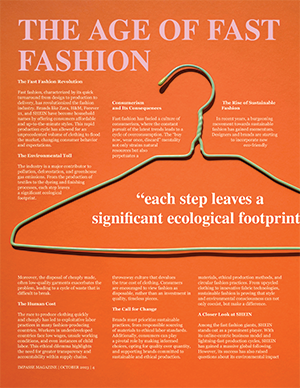 THE AGE OF FAST
FASHION
The Fast Fashion Revolution
Fast fashion, characterized by its quick
turnaround from design to production to
delivery, has revolutionized the fashion
industry. Brands like Zara, H&M, Forever
21, and SHEIN have become household
names by offering consumers affordable
and up-to-the-minute styles. This rapid
production cycle has allowed for an
unprecedented volume of clothing to flood
the market, changing consumer behavior
and expectations.
The Environmental Toll
The industry is a major contributor to
pollution, deforestation, and greenhouse
gas emissions. From the production of
textiles to the dyeing and finishing
processes, each step leaves
a significant ecological
footprint.
Consumerism
and Its Consequences
Fast fashion has fueled a culture of
consumerism, where the constant
pursuit of the latest trends leads to a
cycle of overconsumption. The "buy
now, wear once, discard" mentality
not only strains natural
resources but also
perpetuates a
The Rise of Sustainable
Fashion
In recent years, a burgeoning
movement towards sustainable
fashion has gained momentum.
Designers and brands are starting
to incorporate new
eco-friendly
“each step leaves a
significant ecological footprint
Moreover, the disposal of cheaply made,
often low-quality garments exacerbates the
problem, leading to a cycle of waste that is
difficult to break.
The Human Cost
The race to produce clothing quickly
and cheaply has led to exploitative labor
practices in many fashion-producing
countries. Workers in underdeveloped
countries face low wages, unsafe working
conditions, and even instances of child
labor. This ethical dilemma highlights
the need for greater transparency and
accountability within supply chains.
throwaway culture that devalues
the true cost of clothing. Consumers
are encouraged to view fashion as
disposable, rather than an investment in
quality, timeless pieces.
The Call for Change
Brands must prioritize sustainable
practices, from responsible sourcing
of materials to ethical labor standards.
Additionally, consumers can play
a pivotal role by making informed
choices, opting for quality over quantity,
and supporting brands committed to
sustainable and ethical production.
materials, ethical production methods, and
circular fashion practices. From upcycled
clothing to innovative fabric technologies,
sustainable fashion is proving that style
and environmental consciousness can not
only coexist, but make a difference.
A Closer Look at SHEIN
Among the fast fashion giants, SHEIN
stands out as a prominent player. With
its online-centric business model and
lightning-fast production cycles, SHEIN
has gained a massive global following.
However, its success has also raised
questions about its environmental impact
IMPASSE MAGAZINE | OCTOBER 2023 | 4